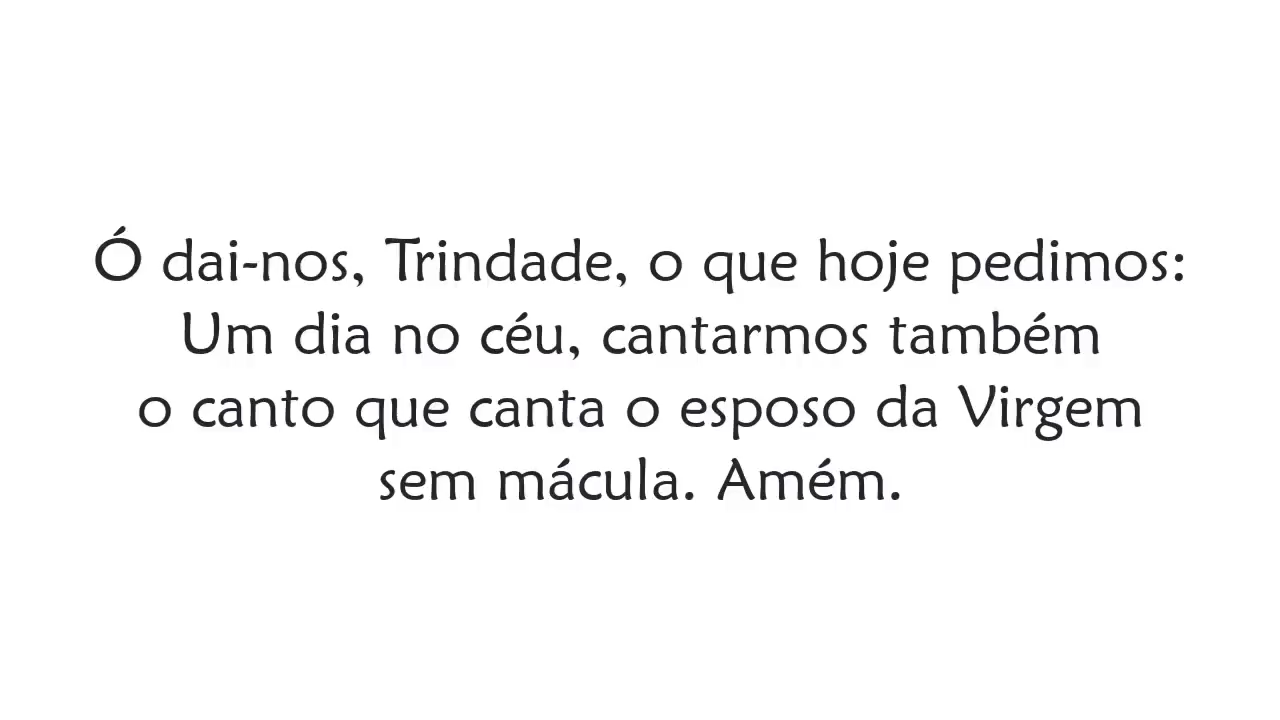 Ó dai-nos, Trindade, o que hoje pedimos:
Um dia no céu, cantarmos também
o canto que canta o esposo da Virgem
sem mácula. Amém.